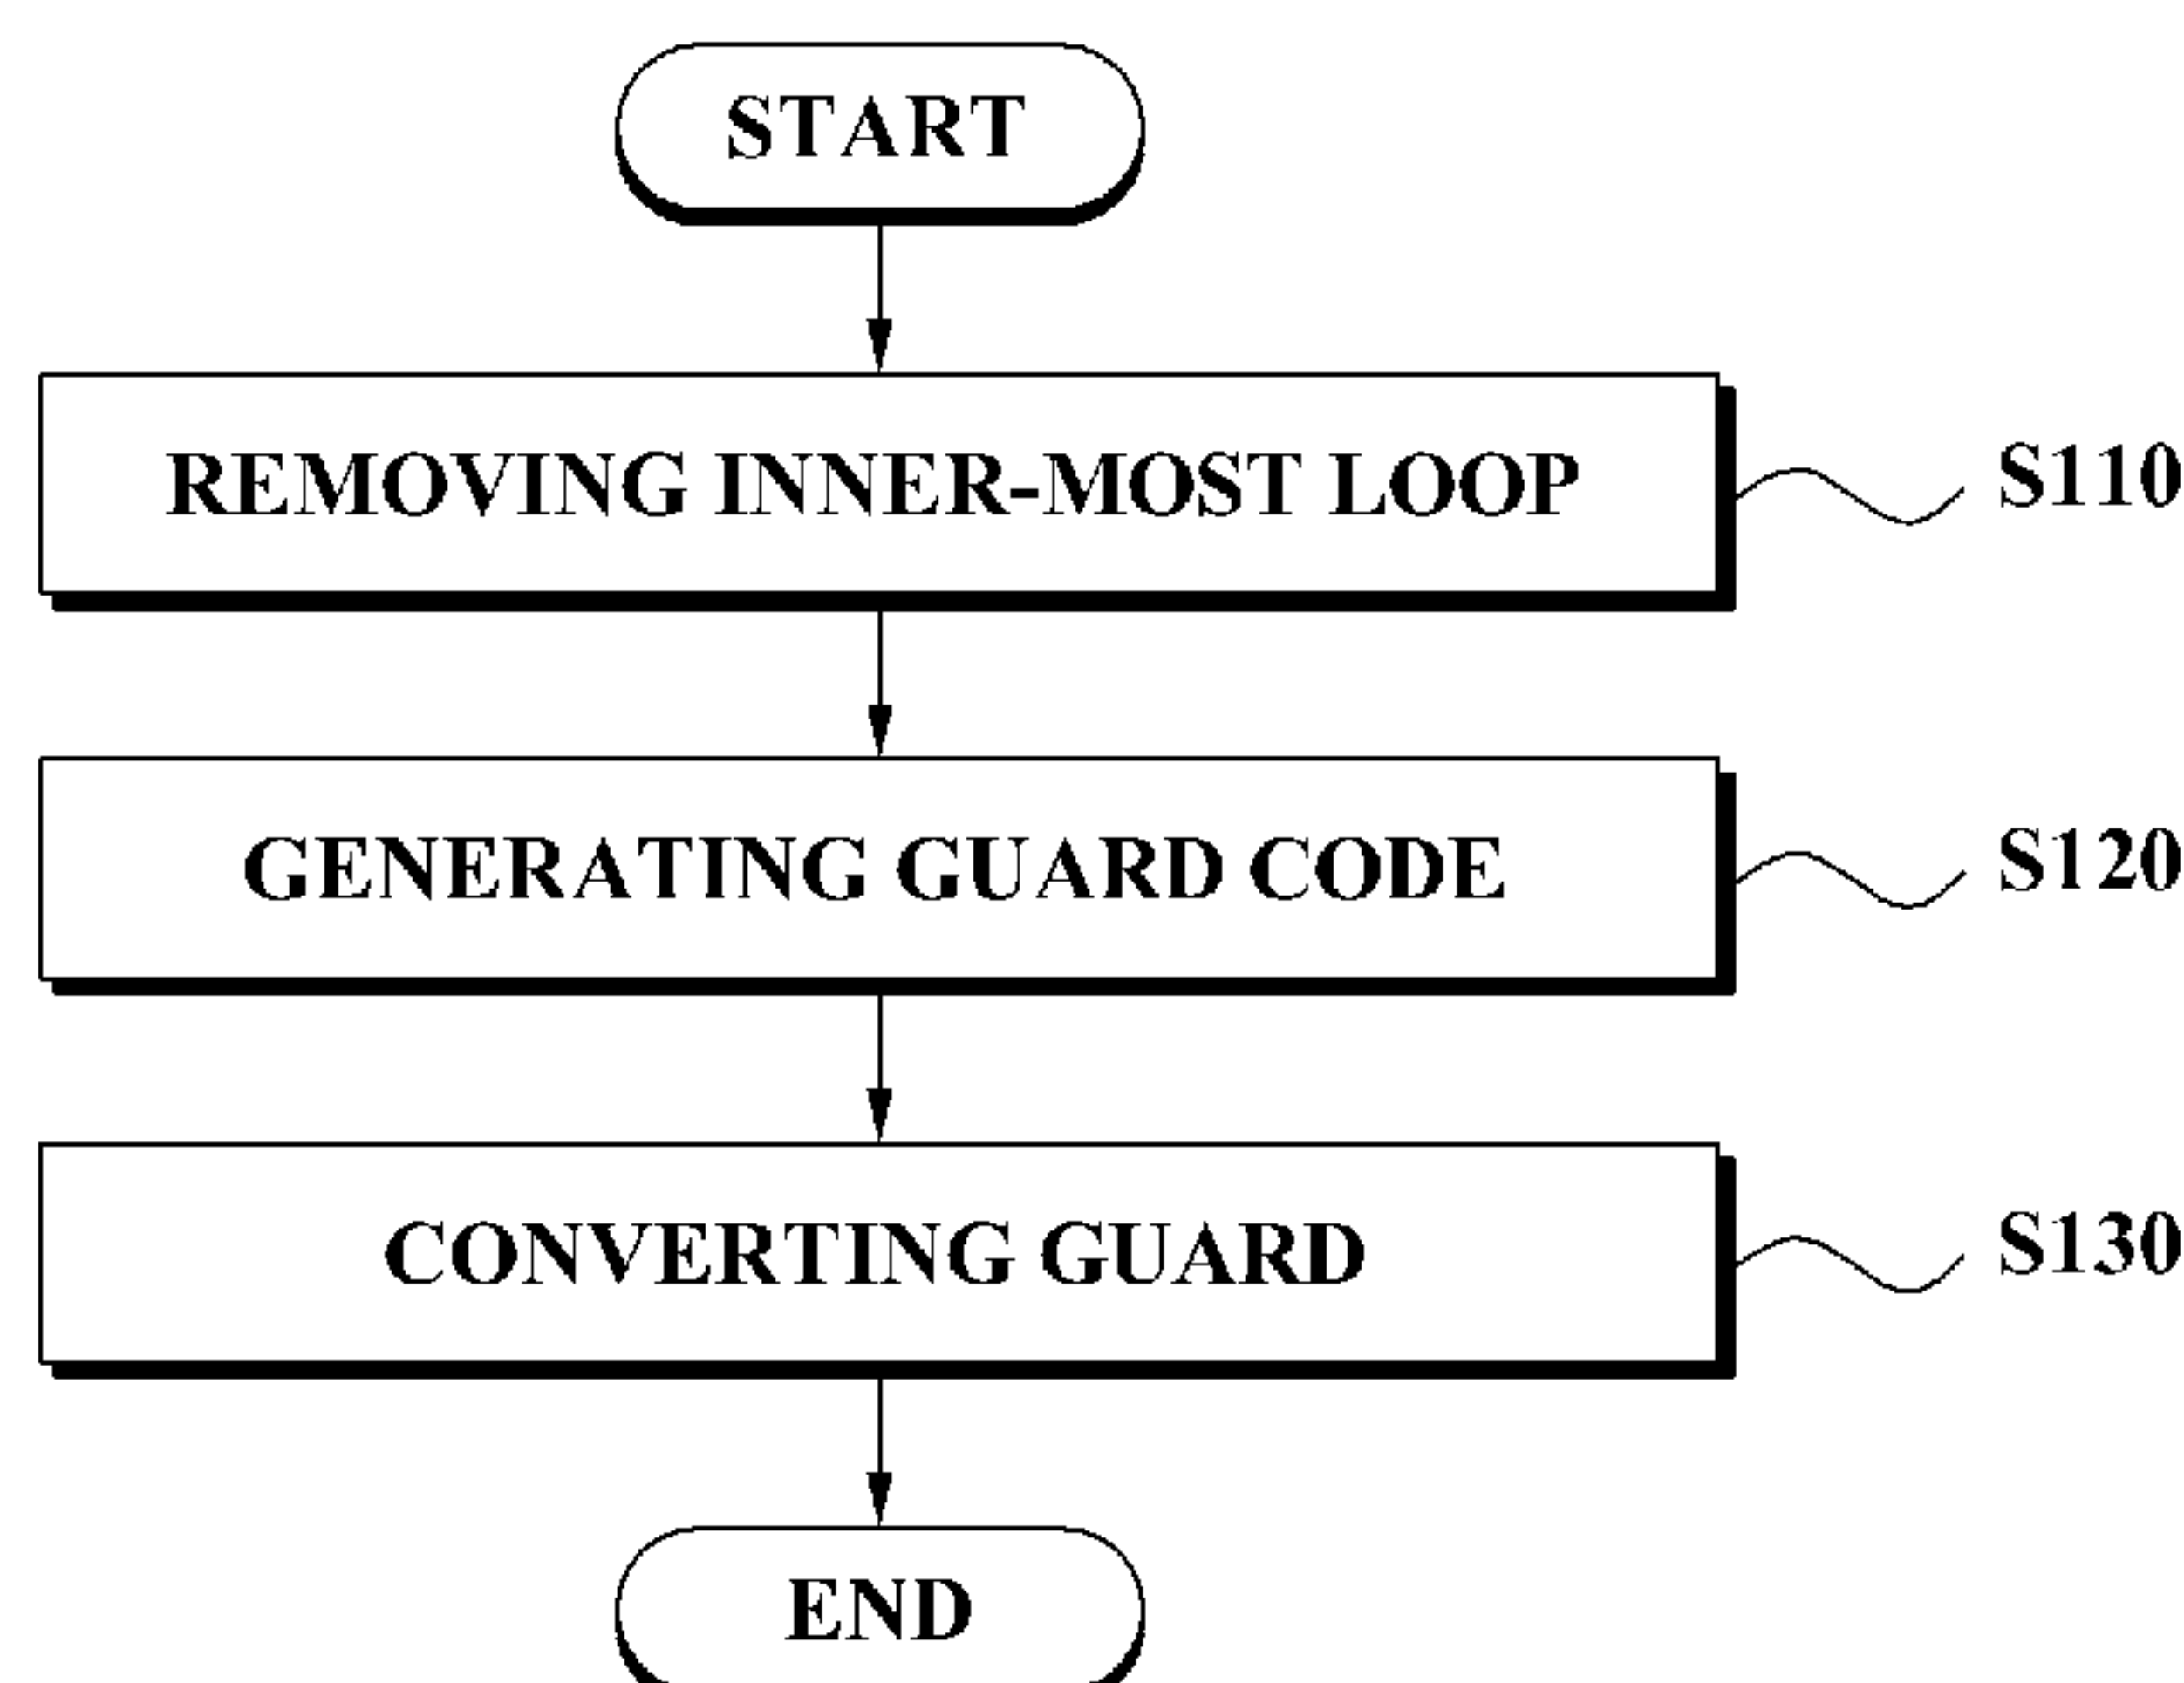 START
REMOVING INNER-MOST LOOP
S110
GENERATING GUARD CODE
S120
CONVERTING GUARD
S130
END